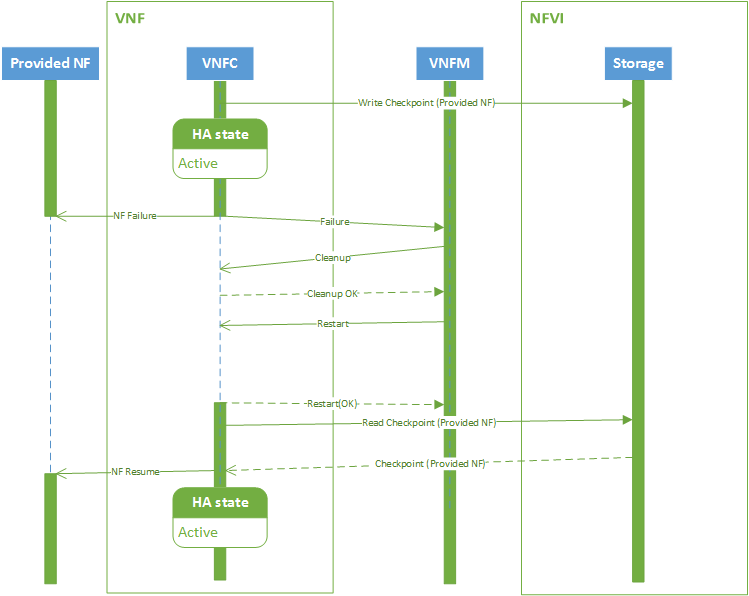 VNF
NFVI
Provided NF
VNFC
VNFM
Storage
Write Checkpoint (Provided NF)
HA state
Active
NF Failure
Failure
Cleanup
Cleanup OK
Restart
Restart(OK)
Read Checkpoint (Provided NF)
Checkpoint (Provided NF)
NF Resume
HA state
Active